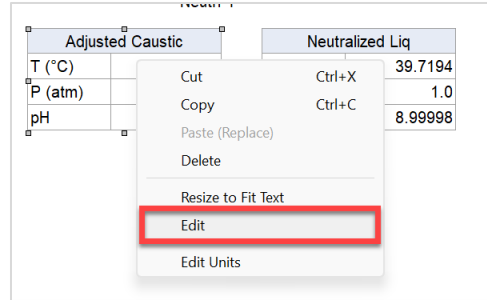 Adjusted Caustic
Neutralized Liq
T (°C)
39.7194
P (atm)
1.0
pH
8.99998
Cut Ctrl+X
Copy Ctrl+C
Paste (Replace)
Delete
Resize to Fit Text
Edit
Edit Units